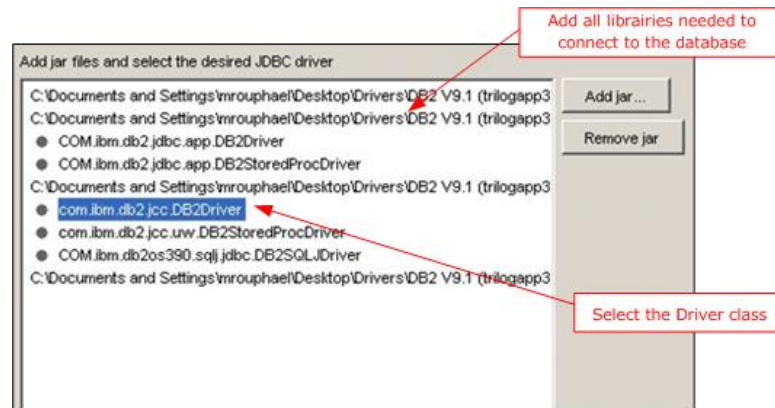 Add all librairies needed to
connect to the database
Add jar files and select the desired JDBC driver
C:\Documents and Settings\mrouphael\Desktop\Drivers\DB2 V9.1 (trilogapp3
C:\Documents and Settings\mrouphael\Desktop\Drivers\DB2 V9.1 (trilogapp3
COM.ibm.db2.jdbc.app.DB2Driver
COM.ibm.db2.jdbc.app.DB2StoredProcDriver
C:\Documents and Settings\mrouphael\Desktop\Drivers\DB2 V9.1 (trilogapp3
com.ibm.db2.jcc.DB2Driver
com.ibm.db2.jcc.uw.DB2StoredProcDriver
COM.ibm.db2os390.sqlj.jdbc.DB2SQLJDriver
C:\Documents and Settings\mrouphael\Desktop\Drivers\DB2 V9.1 (trilogapp3
Add jar...
Remove jar
Select the Driver class